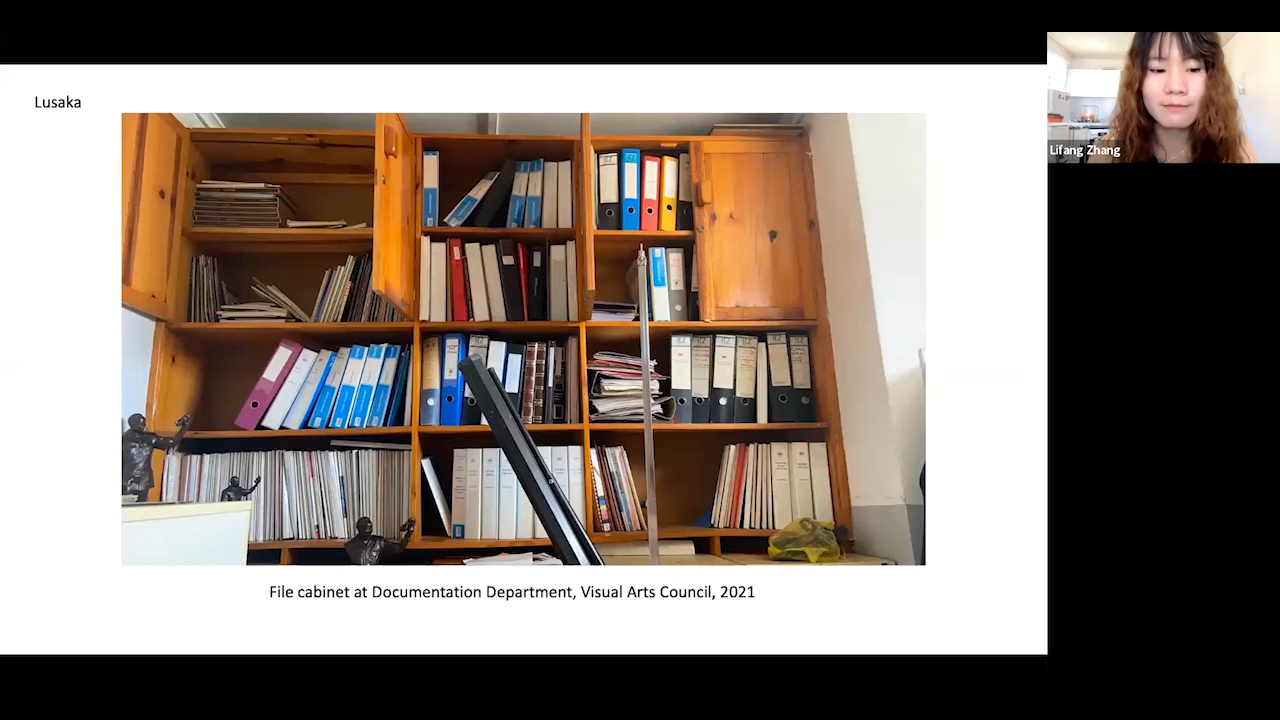 Lusaka
Lifang Zhang
File cabinet at Documentation Department, Visual Arts Council, 2021